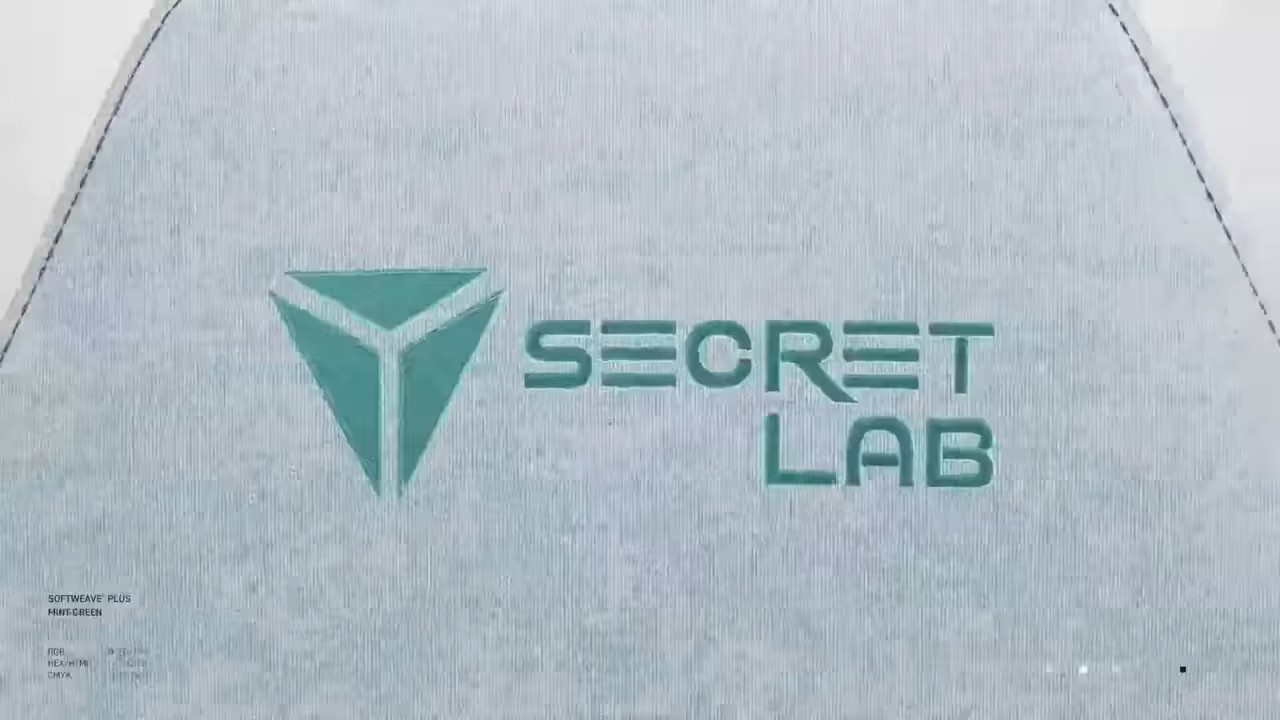 SECRET
LAB
SOFTWEAVE® PLUS
MINT GREEN
RGB
HEX/HTML
CMYK